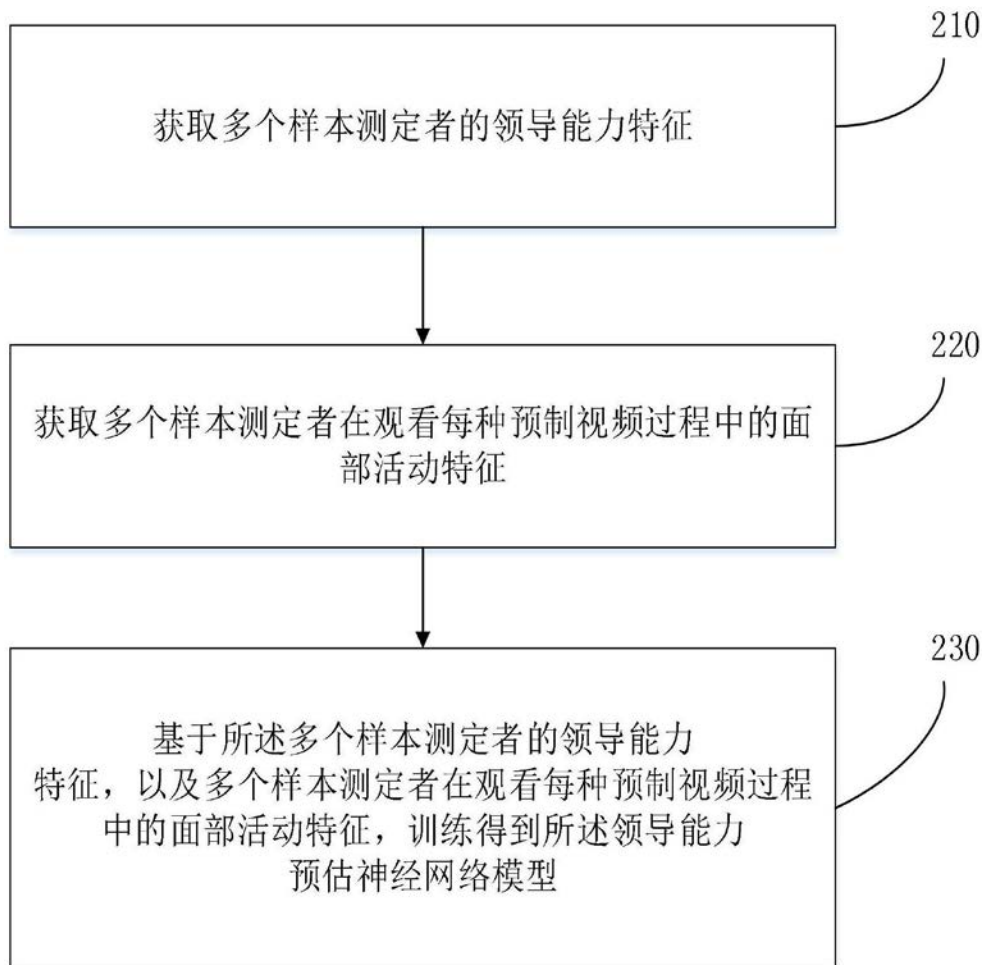 210
获取多个样本测定者的领导能力特征
220
获取多个样本测定者在观看每种预制视频过程中的面
部活动特征
230
基于所述多个样本测定者的领导能力
特征，以及多个样本测定者在观看每种预制视频过程
中的面部活动特征，训练得到所述领导能力
预估神经网络模型